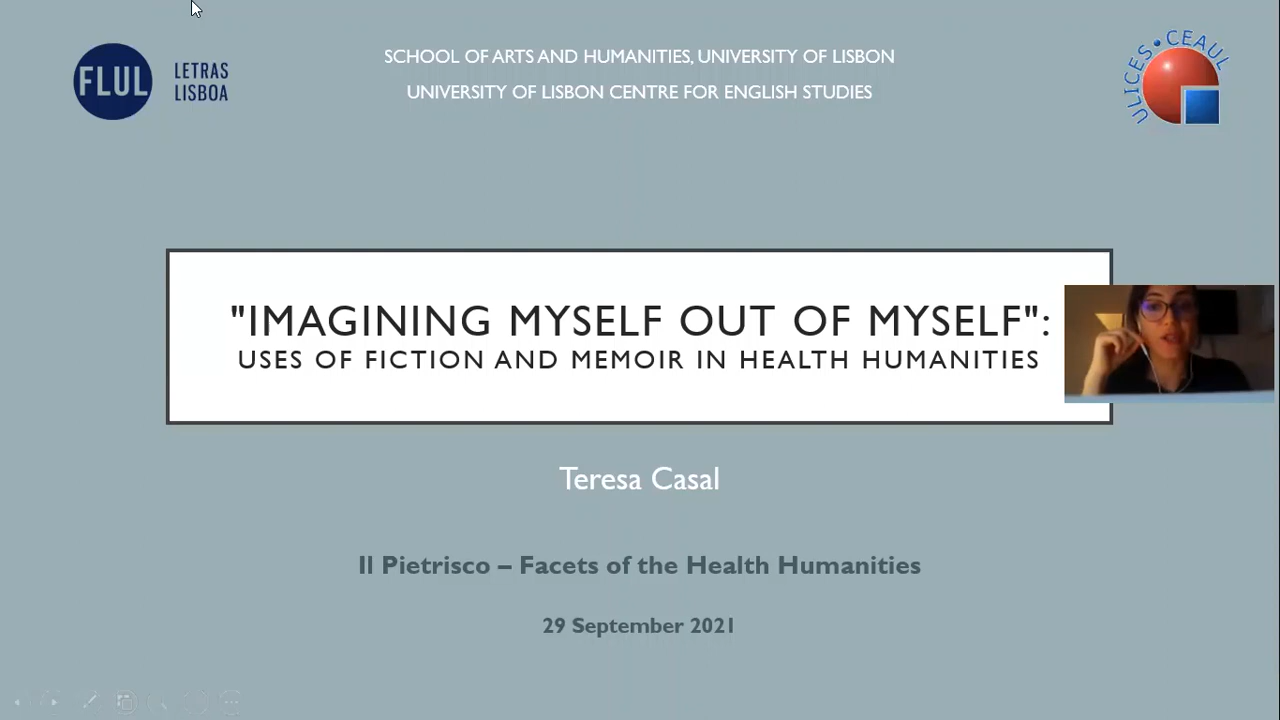 FLUL
LETRAS
LISBOA
SCHOOL OF ARTS AND HUMANITIES, UNIVERSITY OF LISBON
UNIVERSITY OF LISBON CENTRE FOR ENGLISH STUDIES
ULICES • CEAUL
"IMAGINING MYSELF OUT OF MYSELF":
USES OF FICTION AND MEMOIR IN HEALTH HUMANITIES
Teresa Casal
Il Pietrisco – Facets of the Health Humanities
29 September 2021